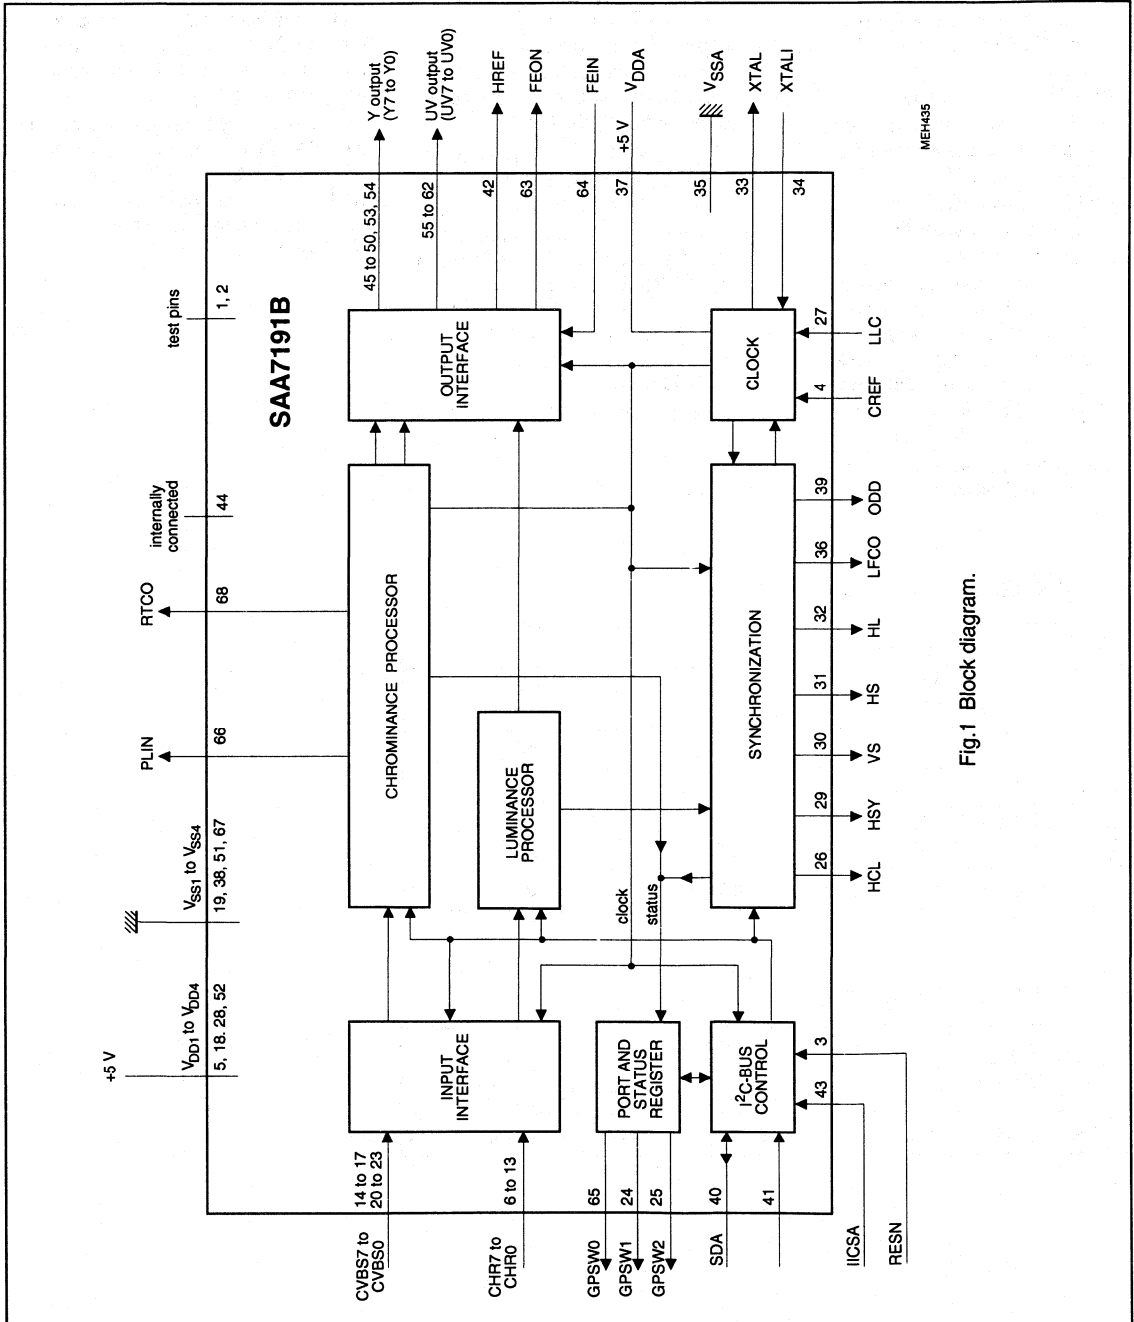 +5 V
VDD1 to VDD4
5, 18. 28, 52
VSS1 to VSS4
19, 38, 51, 67
PLIN
66
RTCO
68
internally
connected
44
test pins
1, 2
SAA7191B
CVBS7 to
CVBS0
14 to 17
20 to 23
CHR7 to
CHR0
6 to 13
GPSW0
65
GPSW1
24
GPSW2
25
SDA
40
41
IICSA
43
RESN
3
INPUT
INTERFACE
CHROMINANCE PROCESSOR
LUMINANCE
PROCESSOR
OUTPUT
INTERFACE
PORT AND
STATUS
REGISTER
I²C-BUS
CONTROL
clock
status
SYNCHRONIZATION
CLOCK
45 to 50, 53, 54
Y output
(Y7 to Y0)
55 to 62
UV output
(UV7 to UV0)
42
HREF
63
FEON
64
FEIN
37
+5 V
VDDA
35
VSSA
33
XTAL
34
XTALI
26
HCL
29
HSY
30
VS
31
HS
32
HL
36
LFCO
39
ODD
4
CREF
27
LLC
MEH435
Fig.1 Block diagram.